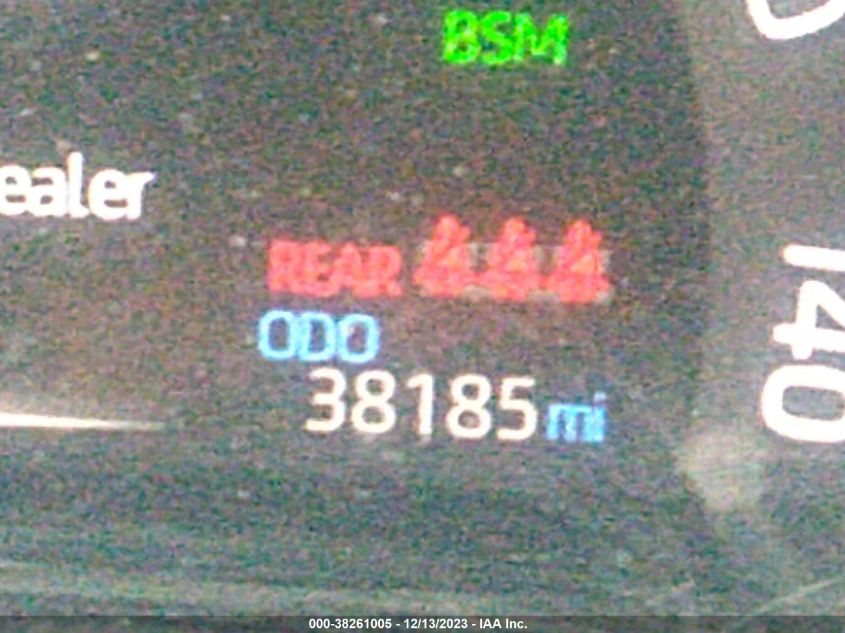 BSM
ealer
REAR
ODO
38185 mi
140
000-38261005 - 12/13/2023 - IAA Inc.